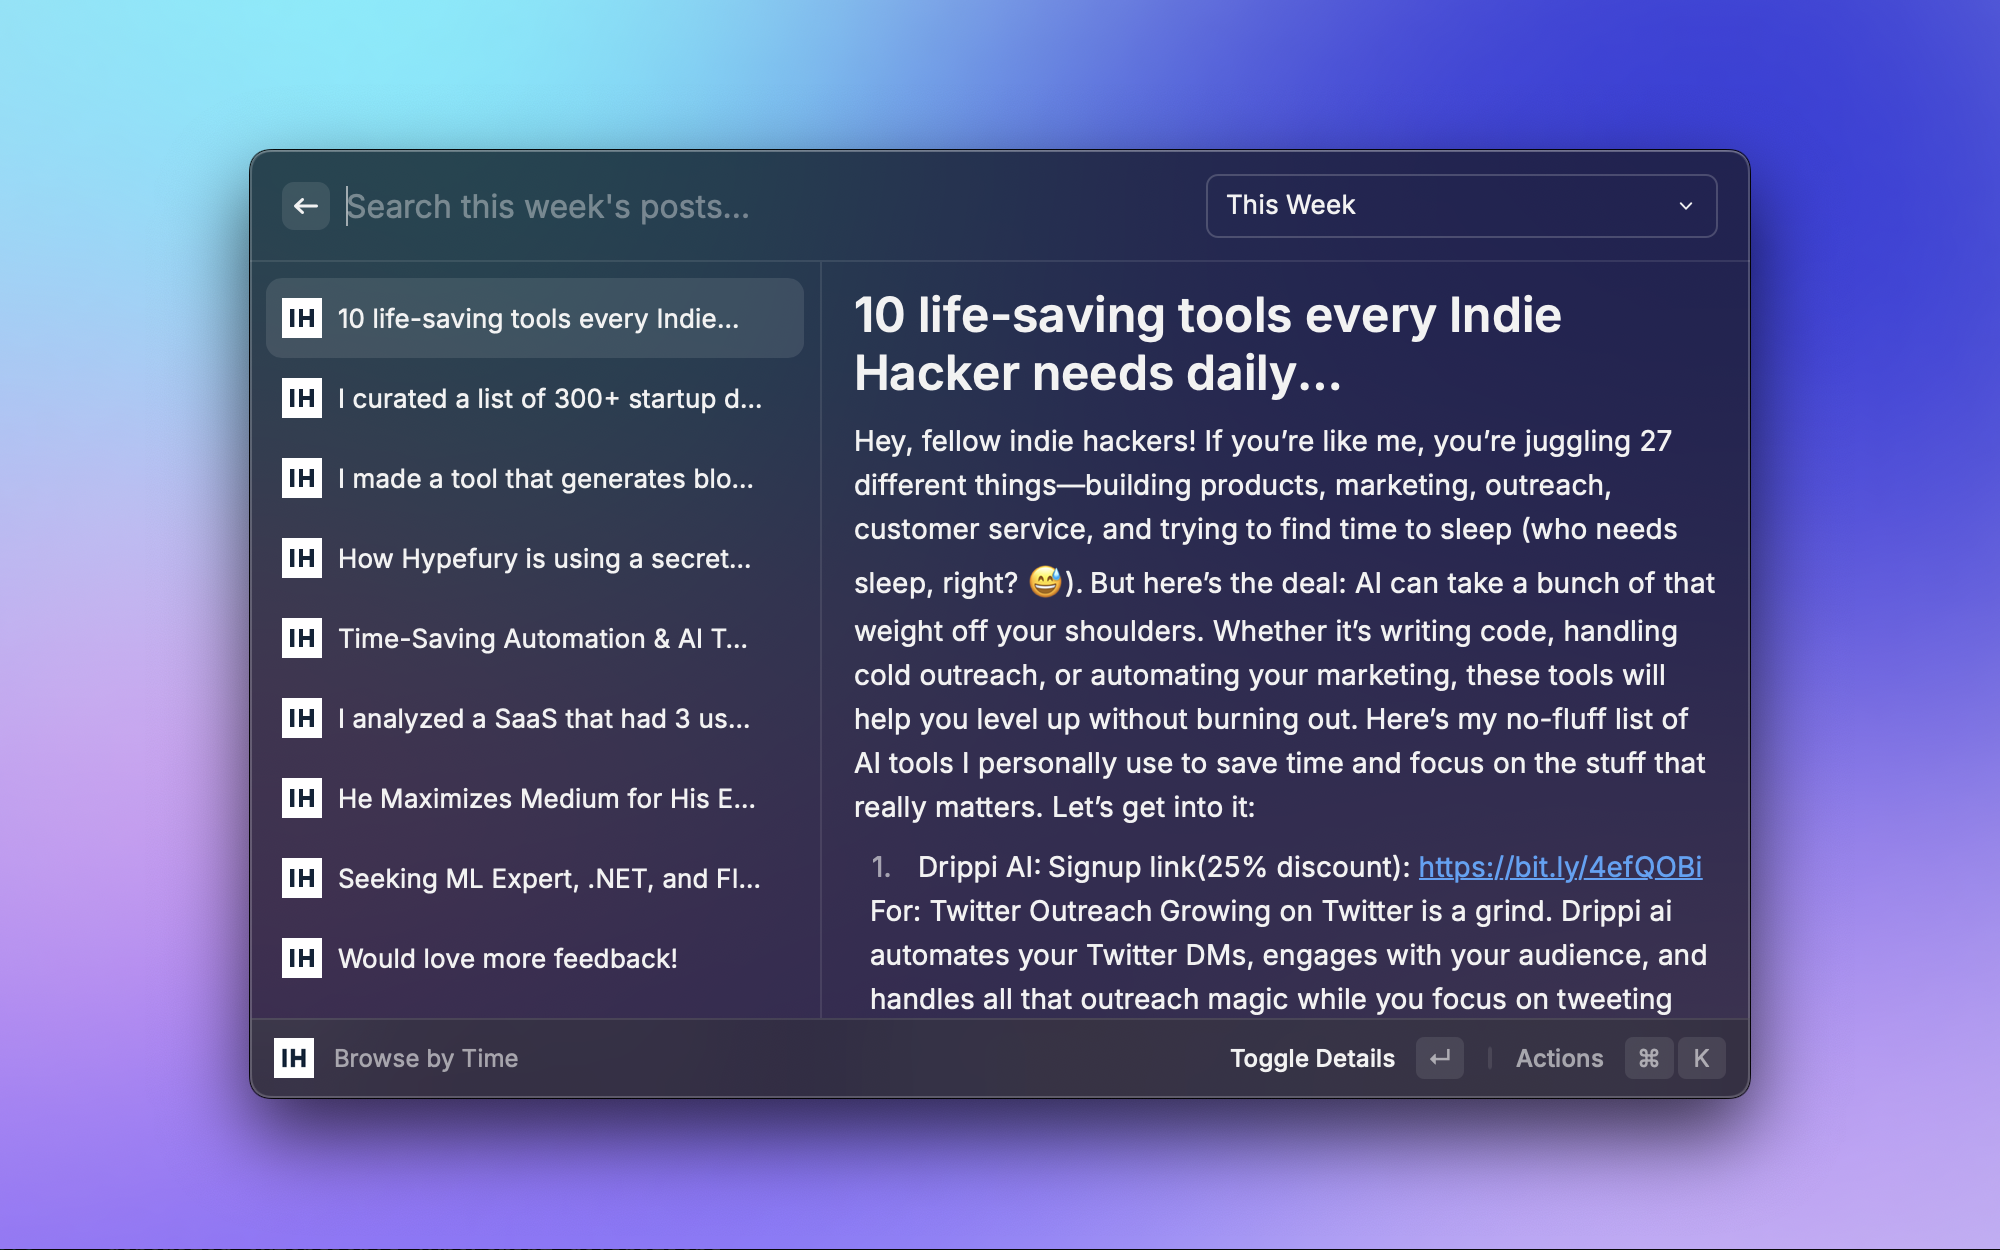 Search this week's posts...
This Week
IH 10 life-saving tools every Indie...
IH I curated a list of 300+ startup d...
IH I made a tool that generates blo...
IH How Hypefury is using a secret...
IH Time-Saving Automation & AI T...
IH I analyzed a SaaS that had 3 us...
IH He Maximizes Medium for His E...
IH Seeking ML Expert, .NET, and Fl...
IH Would love more feedback!
10 life-saving tools every Indie
Hacker needs daily...
Hey, fellow indie hackers! If you’re like me, you’re juggling 27
different things—building products, marketing, outreach,
customer service, and trying to find time to sleep (who needs
sleep, right? 😅). But here’s the deal: AI can take a bunch of that
weight off your shoulders. Whether it’s writing code, handling
cold outreach, or automating your marketing, these tools will
help you level up without burning out. Here’s my no-fluff list of
AI tools I personally use to save time and focus on the stuff that
really matters. Let’s get into it:
1. Drippi AI: Signup link(25% discount): https://bit.ly/4efQOBi
For: Twitter Outreach Growing on Twitter is a grind. Drippi ai
automates your Twitter DMs, engages with your audience, and
handles all that outreach magic while you focus on tweeting
IH Browse by Time
Toggle Details ↵ | Actions ⌘ K